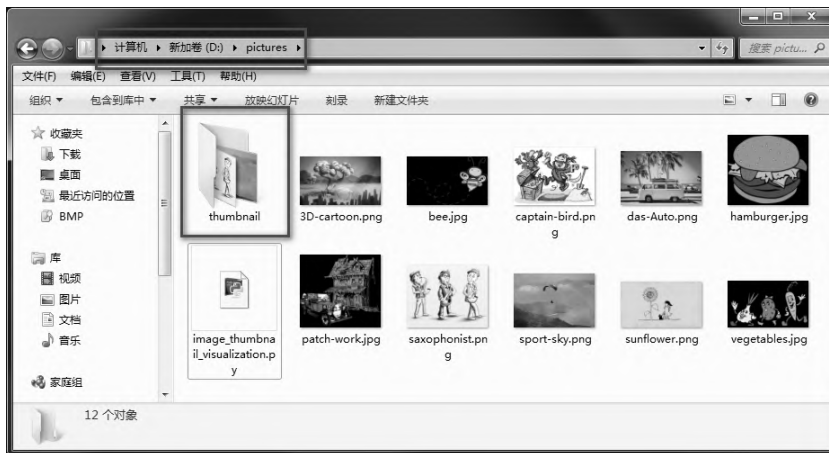 计算机 ▸ 新加卷 (D:) ▸ pictures ▸
搜索 pictu...
文件(F) 编辑(E) 查看(V) 工具(T) 帮助(H)
组织 包含到库中 共享 放映幻灯片 刻录 新建文件夹
收藏夹
下载
桌面
最近访问的位置
BMP
库
视频
图片
文档
音乐
家庭组
thumbnail
3D-cartoon.png
bee.jpg
captain-bird.pn
g
das-Auto.png
hamburger.jpg
image_thumbna
il_visualization.p
y
patch-work.jpg
saxophonist.pn
g
sport-sky.png
sunflower.png
vegetables.jpg
12 个对象